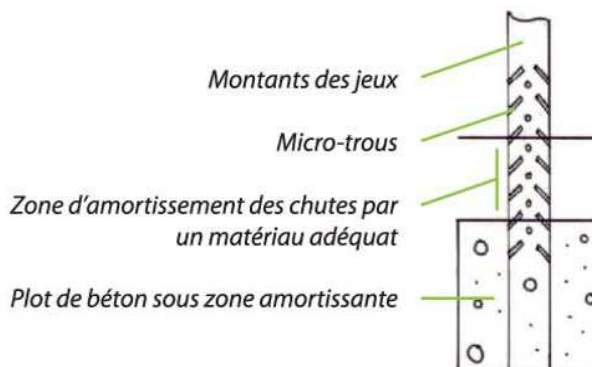 Montants des jeux
Micro-trous
Zone d'amortissement des chutes par
un matériau adéquat
Plot de béton sous zone amortissante